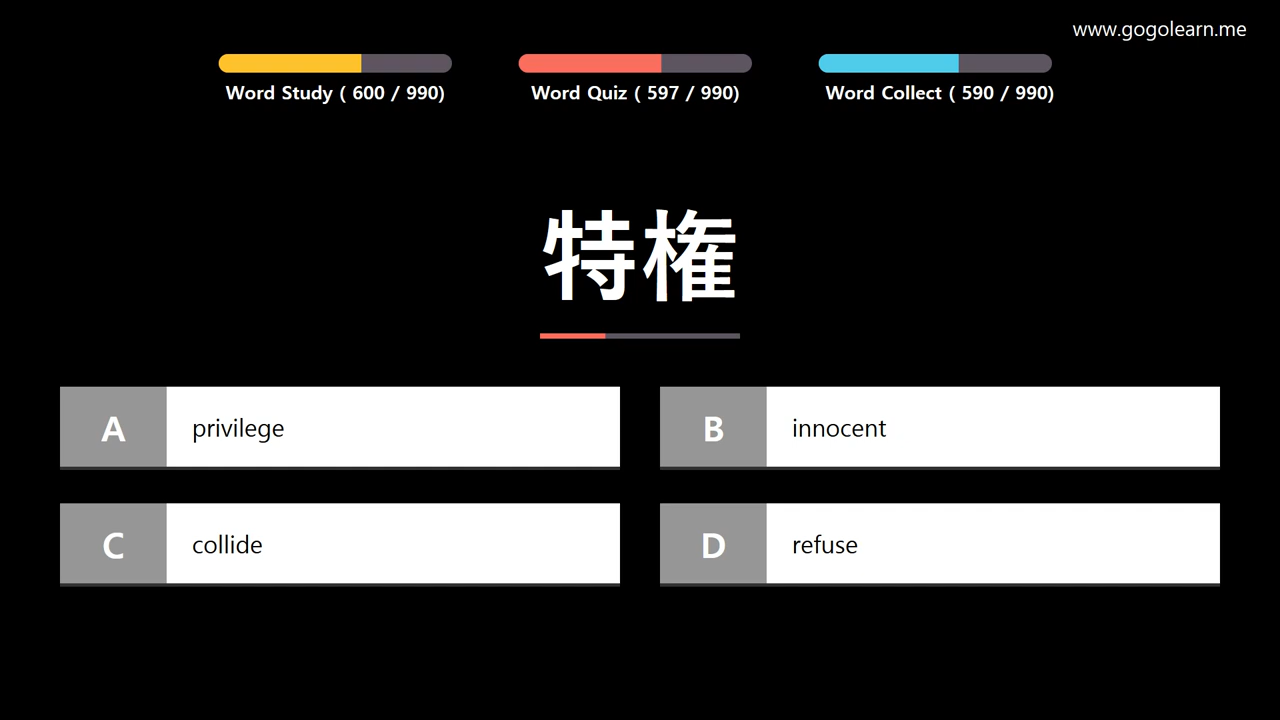 www.gogolearn.me
Word Study ( 600 / 990)
Word Quiz ( 597 / 990)
Word Collect ( 590 / 990)
特権
A privilege
B innocent
C collide
D refuse